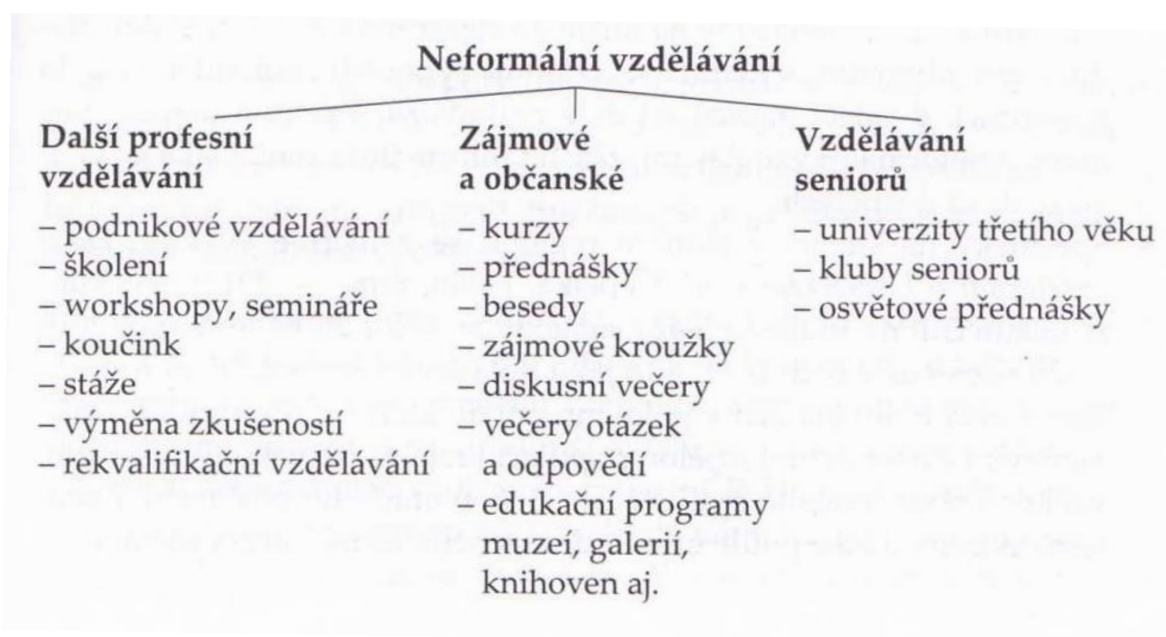 Neformální vzdělávání
Další profesní
vzdělávání
– podnikové vzdělávání
– školení
– workshopy, semináře
– koučink
– stáže
– výměna zkušeností
– rekvalifikační vzdělávání
Zájmové
a občanské
– kurzy
– přednášky
– besedy
– zájmové kroužky
– diskusní večery
– večery otázek
a odpovědí
– edukační programy
muzeí, galerií,
knihoven aj.
Vzdělávání
seniorů
– univerzity třetího věku
– kluby seniorů
– osvětové přednášky